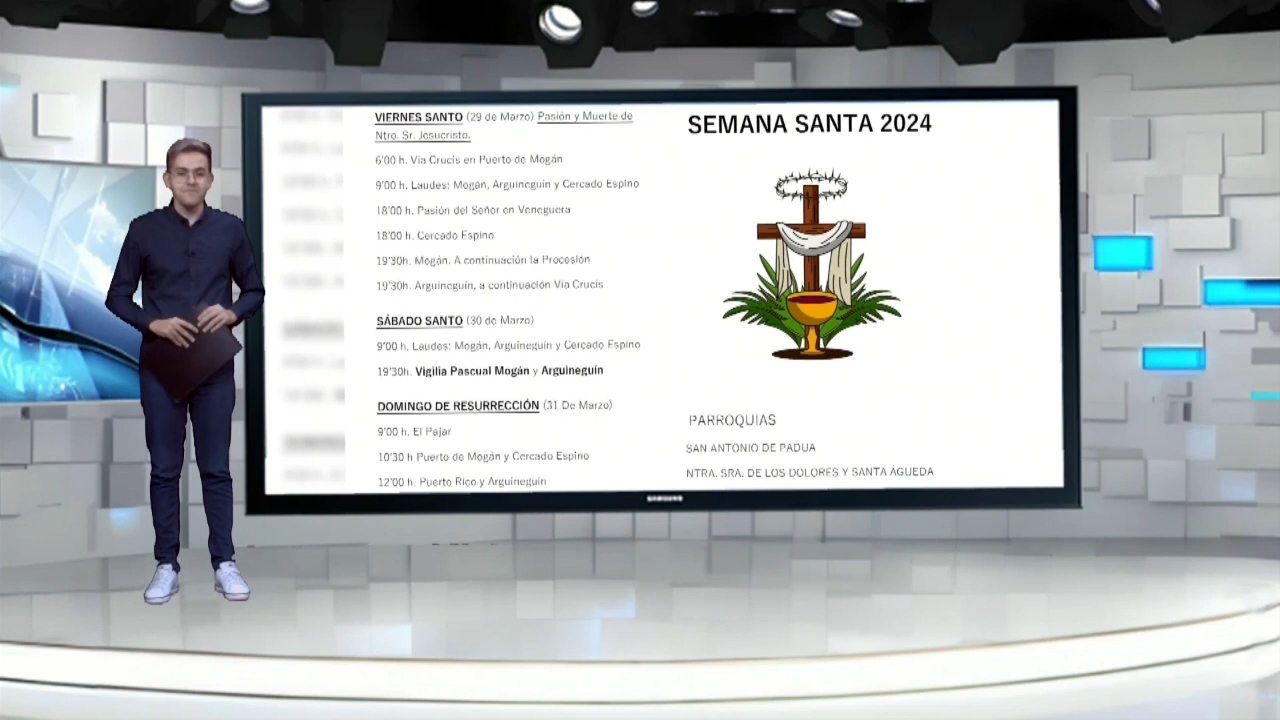 VIERNES SANTO (29 de Marzo) Pasión y Muerte de
Ntro. Sr. Jesucristo.
6'00 h. Vía Crucis en Puerto de Mogán
9'00 h. Laudes: Mogán, Arguineguín y Cercado Espino
18'00 h. Pasión del Señor en Veneguera
18'00 h. Cercado Espino
19'30h. Mogán. A continuación la Procesión
19'30h. Arguineguín, a continuación Vía Crucis
SÁBADO SANTO (30 de Marzo)
9'00 h. Laudes: Mogán, Arguineguín y Cercado Espino
19'30h. Vigilia Pascual Mogán y Arguineguín
DOMINGO DE RESURRECCIÓN (31 De Marzo)
9'00 h. El Pajar
10'30 h Puerto de Mogán y Cercado Espino
12'00 h. Puerto Rico y Arguineguín
SEMANA SANTA 2024
PARROQUIAS
SAN ANTONIO DE PADUA
NTRA. SRA. DE LOS DOLORES Y SANTA ÁGUEDA
SAMSUNG